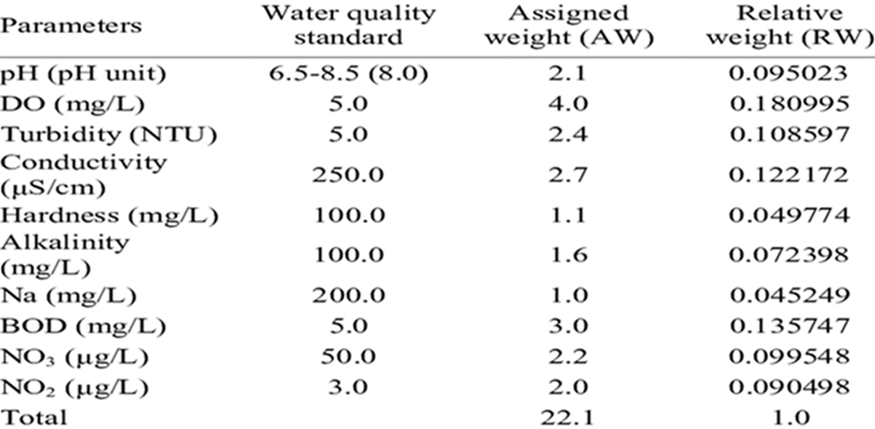 Parameters Water quality standard Assigned weight (AW) Relative weight (RW)
pH (pH unit) 6.5-8.5 (8.0) 2.1 0.095023
DO (mg/L) 5.0 4.0 0.180995
Turbidity (NTU) 5.0 2.4 0.108597
Conductivity (μS/cm) 250.0 2.7 0.122172
Hardness (mg/L) 100.0 1.1 0.049774
Alkalinity (mg/L) 100.0 1.6 0.072398
Na (mg/L) 200.0 1.0 0.045249
BOD (mg/L) 5.0 3.0 0.135747
NO₃ (μg/L) 50.0 2.2 0.099548
NO₂ (μg/L) 3.0 2.0 0.090498
Total 22.1 1.0